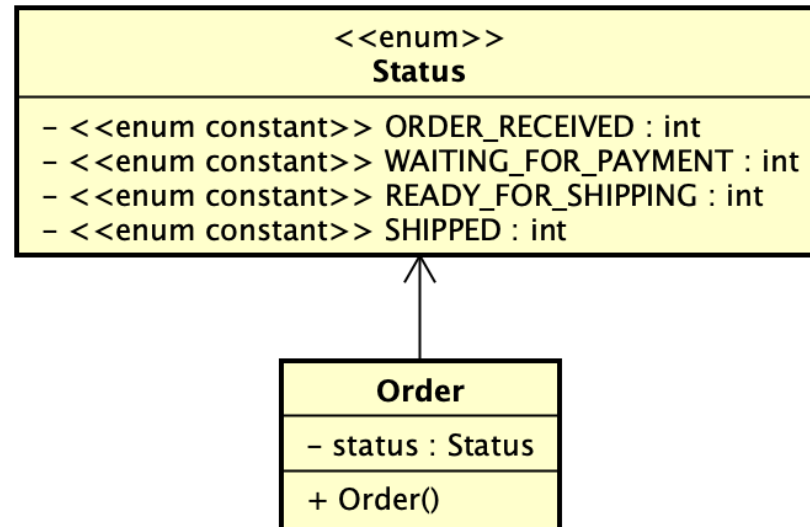 <<enum>>
Status
- <<enum constant>> ORDER_RECEIVED : int
- <<enum constant>> WAITING_FOR_PAYMENT : int
- <<enum constant>> READY_FOR_SHIPPING : int
- <<enum constant>> SHIPPED : int
Order
- status : Status
+ Order()